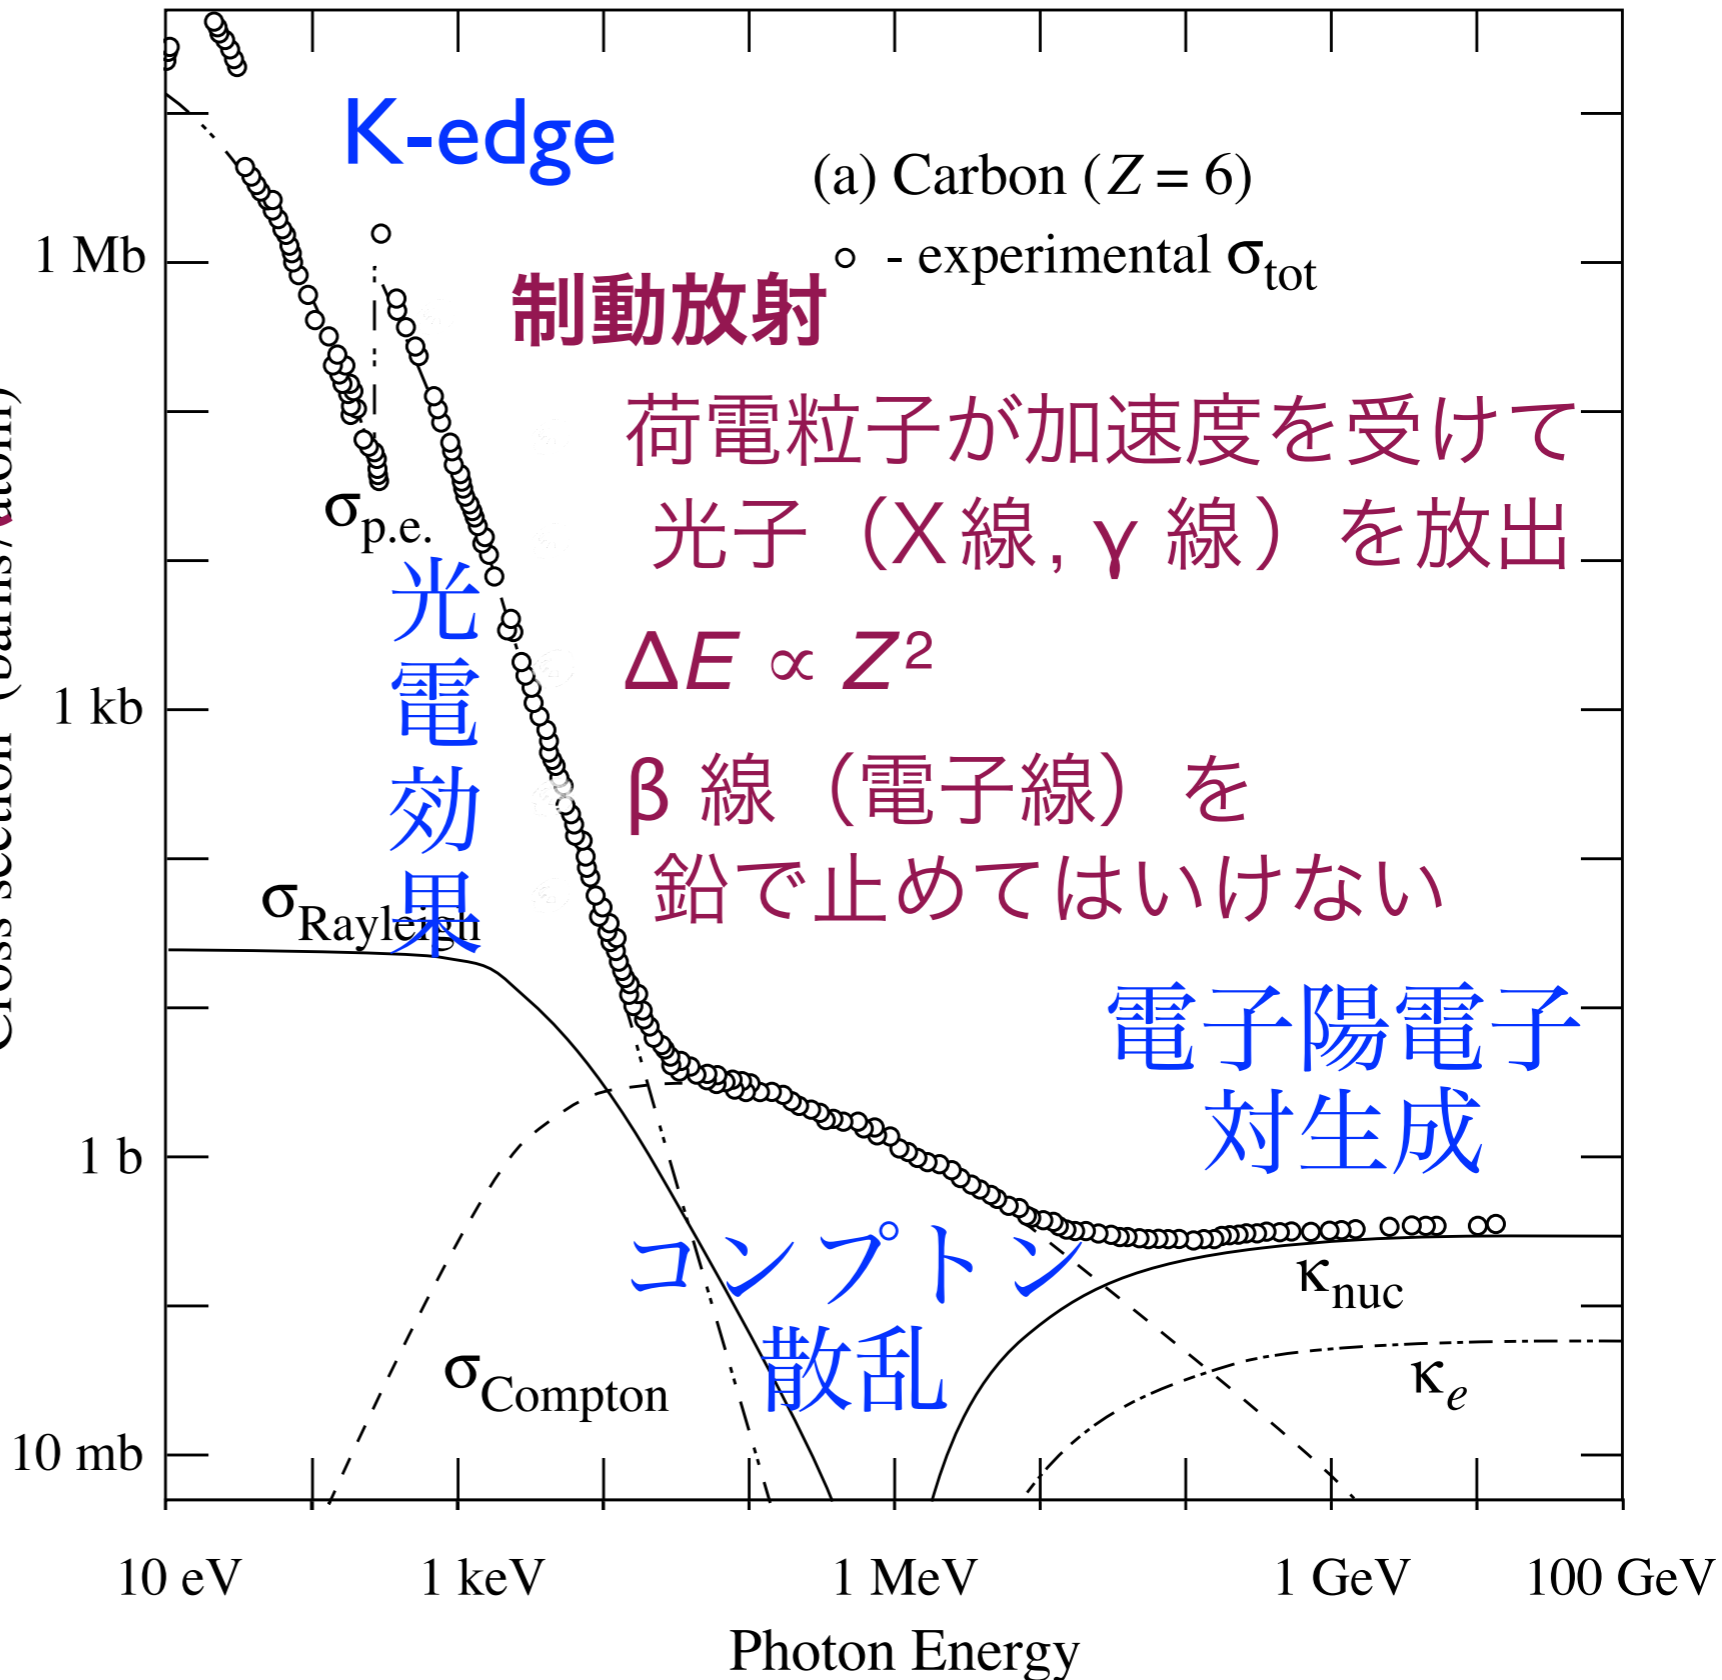 K-edge
(a) Carbon (Z = 6)
1 Mb
○ - experimental σtot
制動放射
荷電粒子が加速度を受けて
光子（X線, γ 線）を放出
σp.e.
光電効果
ΔE ∝ Z²
1 kb
β 線（電子線）を
鉛で止めてはいけない
σRayleigh
電子陽電子
対生成
1 b
コンプトン
散乱
κnuc
σCompton
κe
10 mb
10 eV 1 keV 1 MeV 1 GeV 100 GeV
Photon Energy
Cross section (barns/atom)